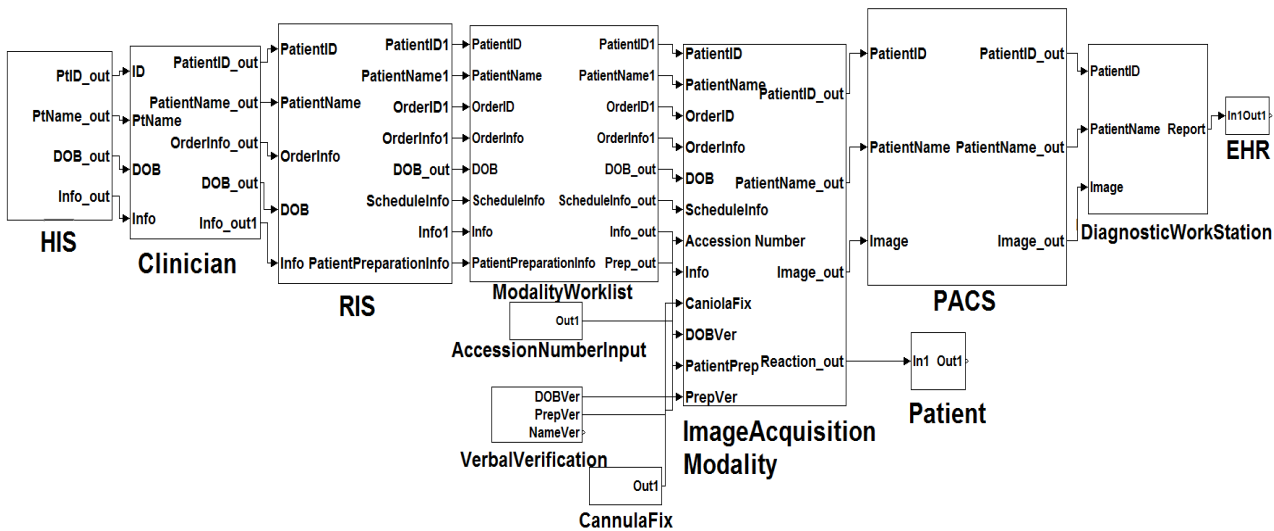 PtID_out
PtName_out
DOB_out
Info_out
HIS
ID
PtName
DOB
Info
PatientID_out
PatientName_out
OrderInfo_out
DOB_out
Info_out1
Clinician
PatientID
PatientName
OrderInfo
DOB
Info
PatientID1
PatientName1
OrderID1
OrderInfo1
DOB_out
ScheduleInfo
Info1
PatientPreparationInfo
RIS
PatientID
PatientName
OrderID
OrderInfo
DOB
ScheduleInfo
Info
PatientPreparationInfo
PatientID1
PatientName1
OrderID1
OrderInfo1
DOB_out
ScheduleInfo_out
Info_out
Prep_out
ModalityWorklist
Out1
AccessionNumberInput
DOBVer
PrepVer
NameVer
VerbalVerification
Out1
CannulaFix
PatientID
PatientName
OrderID
OrderInfo
DOB
ScheduleInfo
Accession Number
Info
CaniolaFix
DOBVer
PatientPrep
PrepVer
PatientID_out
PatientName_out
Image_out
Reaction_out
ImageAcquisition
Modality
In1 Out1
Patient
PatientID
PatientName
Image
PatientID_out
PatientName_out
Image_out
PACS
PatientID
PatientName
Image
Report
DiagnosticWorkStation
In1Out1
EHR